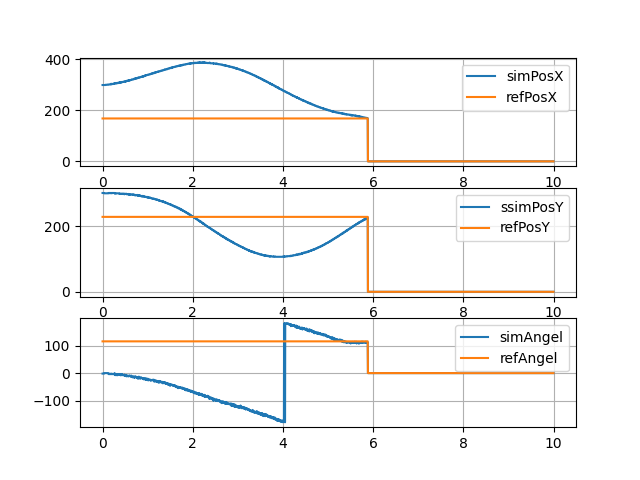 400
200
0
simPosX
refPosX
0 2 4 6 8 10
200
0
ssimPosY
refPosY
0 2 4 6 8 10
100
0
−100
simAngel
refAngel
0 2 4 6 8 10